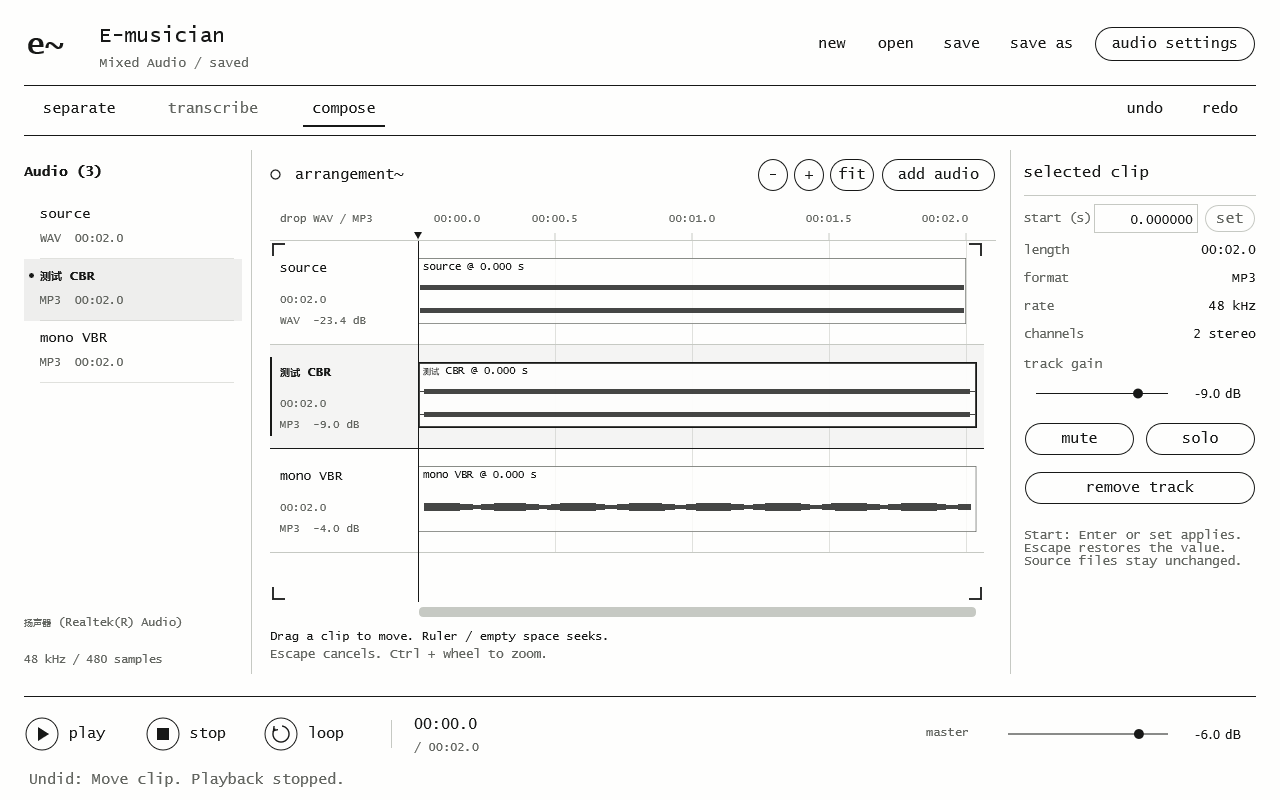 e~
E-musician
Mixed Audio / saved
new open save save as audio settings
separate transcribe compose
undo redo
Audio (3)
source
WAV 00:02.0
测试 CBR
MP3 00:02.0
mono VBR
MP3 00:02.0
扬声器 (Realtek(R) Audio)
48 kHz / 480 samples
arrangement~
- + fit add audio
drop WAV / MP3 00:00.0 00:00.5 00:01.0 00:01.5 00:02.0
source
00:02.0
WAV -23.4 dB
source @ 0.000 s
测试 CBR
00:02.0
MP3 -9.0 dB
测试 CBR @ 0.000 s
mono VBR
00:02.0
MP3 -4.0 dB
mono VBR @ 0.000 s
Drag a clip to move. Ruler / empty space seeks.
Escape cancels. Ctrl + wheel to zoom.
selected clip
start (s) 0.000000 set
length 00:02.0
format MP3
rate 48 kHz
channels 2 stereo
track gain
-9.0 dB
mute solo
remove track
Start: Enter or set applies.
Escape restores the value.
Source files stay unchanged.
play stop loop
00:00.0
/ 00:02.0
master -6.0 dB
Undid: Move clip. Playback stopped.